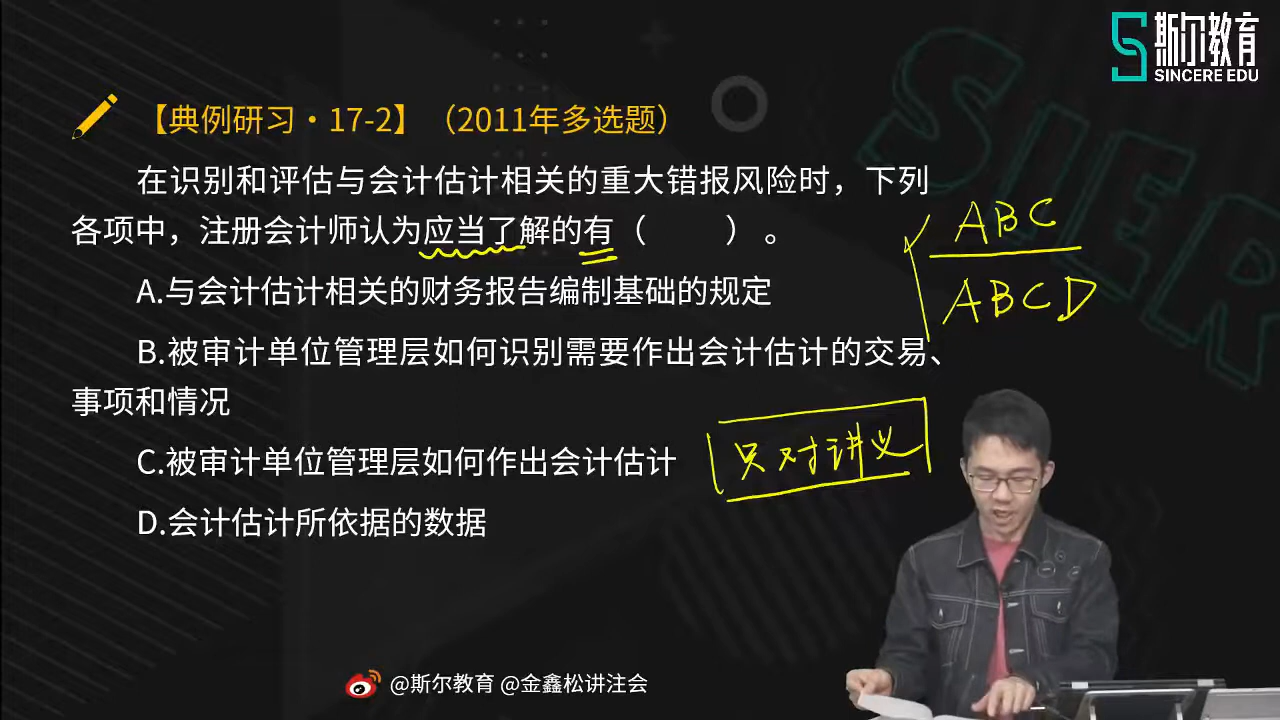 斯尔教育
SINCERE EDU
【典例研习·17-2】（2011年多选题）
在识别和评估与会计估计相关的重大错报风险时，下列
各项中，注册会计师认为应当了解的有（　　）。
ABC
A.与会计估计相关的财务报告编制基础的规定
ABCD
B.被审计单位管理层如何识别需要作出会计估计的交易、
事项和情况
C.被审计单位管理层如何作出会计估计
只对讲义
D.会计估计所依据的数据
@斯尔教育 @金鑫松讲注会